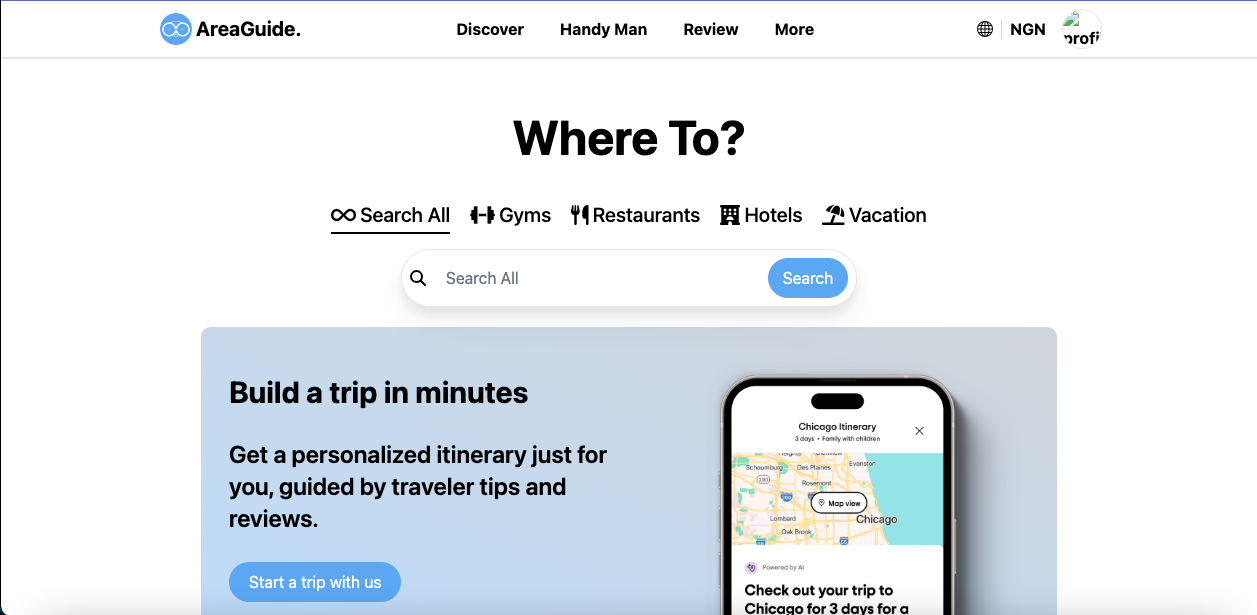 AreaGuide.
Discover
Handy Man
Review
More
NGN
profi
Where To?
Search All
Gyms
Restaurants
Hotels
Vacation
Search All
Search
Build a trip in minutes
Get a personalized itinerary just for
you, guided by traveler tips and
reviews.
Start a trip with us
Chicago Itinerary
3 days • Family with children
Schaumburg
Des Plaines
Evanston
390
Rosemont
Map view
Lombard
Chicago
Oak Brook
Powered by AI
Check out your trip to
Chicago for 3 days for a